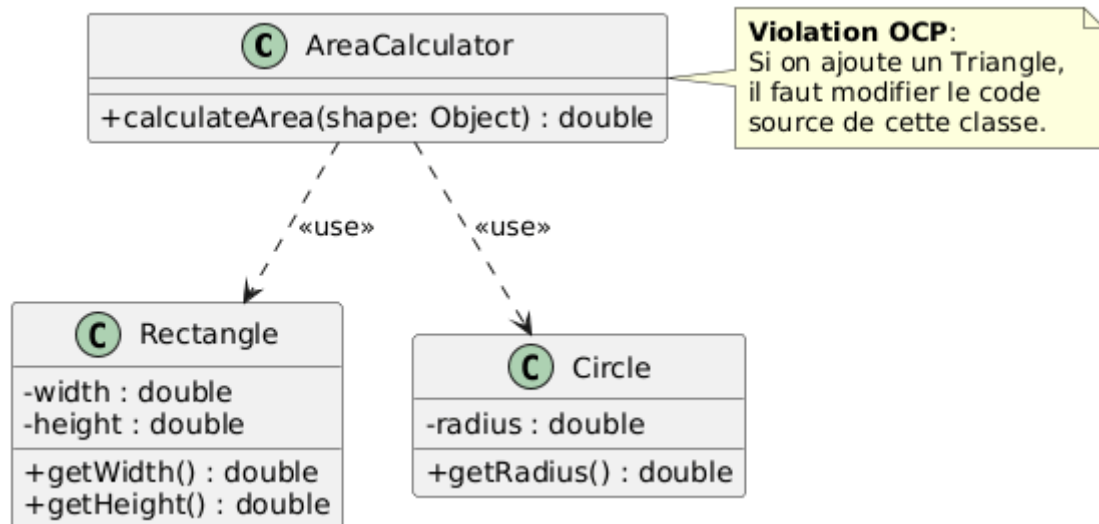 C AreaCalculator
+calculateArea(shape: Object) : double
Violation OCP:
Si on ajoute un Triangle,
il faut modifier le code
source de cette classe.
«use»
«use»
C Rectangle
-width : double
-height : double
+getWidth() : double
+getHeight() : double
C Circle
-radius : double
+getRadius() : double